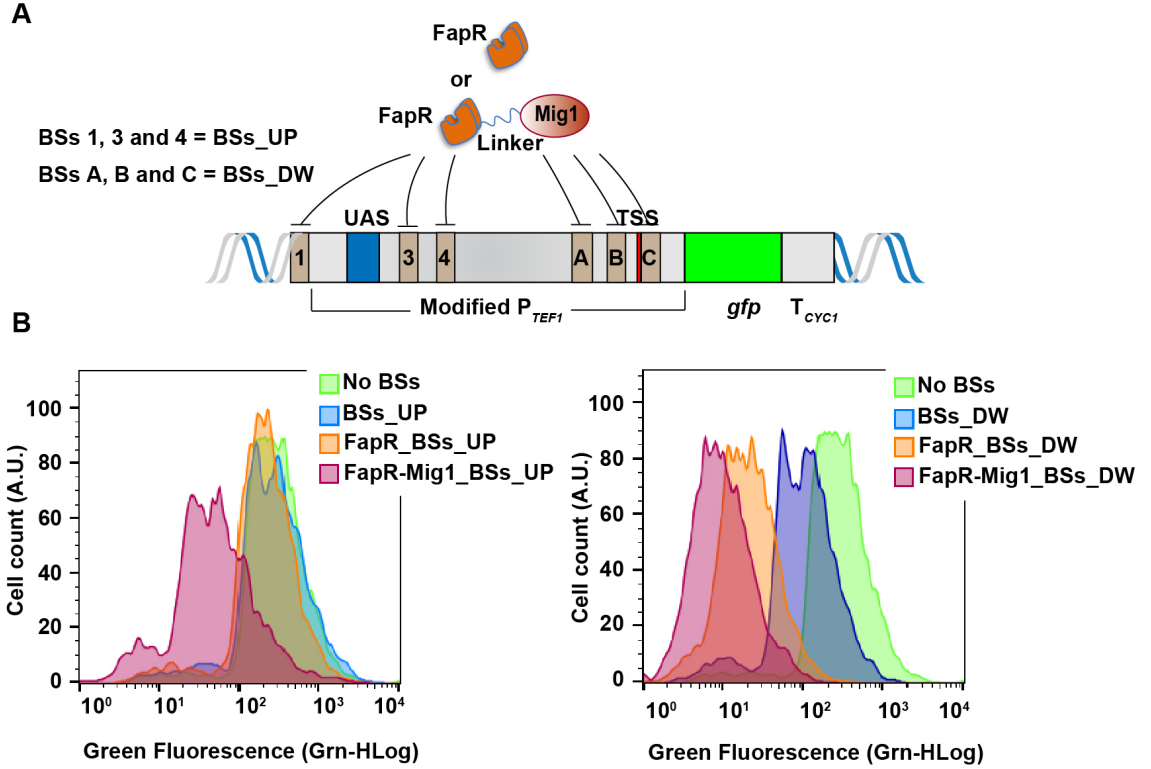 A
FapR
or
FapR
Mig1
Linker
BSs 1, 3 and 4 = BSs_UP
BSs A, B and C = BSs_DW
UAS
TSS
1
3
4
A
B
C
Modified P TEF1
gfp
T CYC1
B
No BSs
BSs_UP
FapR_BSs_UP
FapR-Mig1_BSs_UP
Cell count (A.U.)
100
80
60
40
20
0
10^0 10^1 10^2 10^3 10^4
Green Fluorescence (Grn-HLog)
No BSs
BSs_DW
FapR_BSs_DW
FapR-Mig1_BSs_DW
Cell count (A.U.)
100
80
60
40
20
0
10^0 10^1 10^2 10^3 10^4
Green Fluorescence (Grn-HLog)